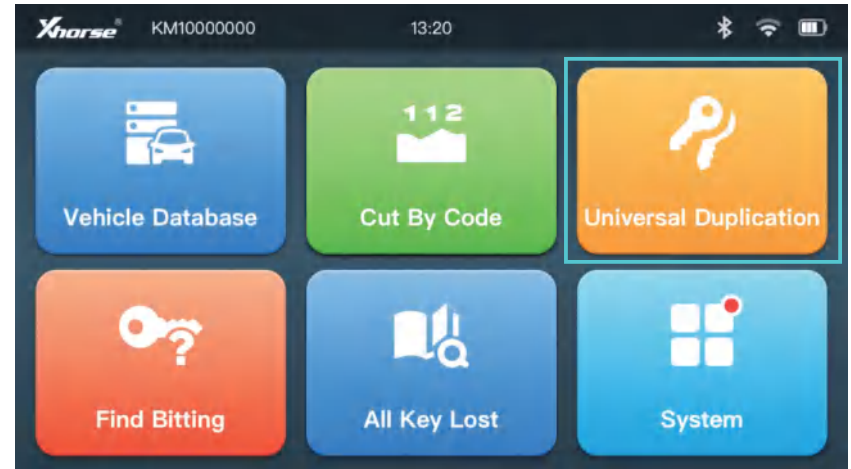 Xhorse® KM10000000 13:20
112
Vehicle Database Cut By Code Universal Duplication
?
Find Bitting All Key Lost System